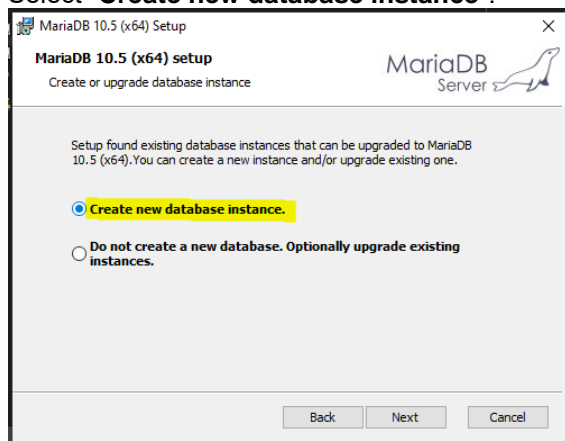 Select "Create new database instance".
MariaDB 10.5 (x64) Setup
MariaDB 10.5 (x64) setup
Create or upgrade database instance
MariaDB
Server
Setup found existing database instances that can be upgraded to MariaDB
10.5 (x64).You can create a new instance and/or upgrade existing one.
Create new database instance.
Do not create a new database. Optionally upgrade existing
instances.
Back Next Cancel